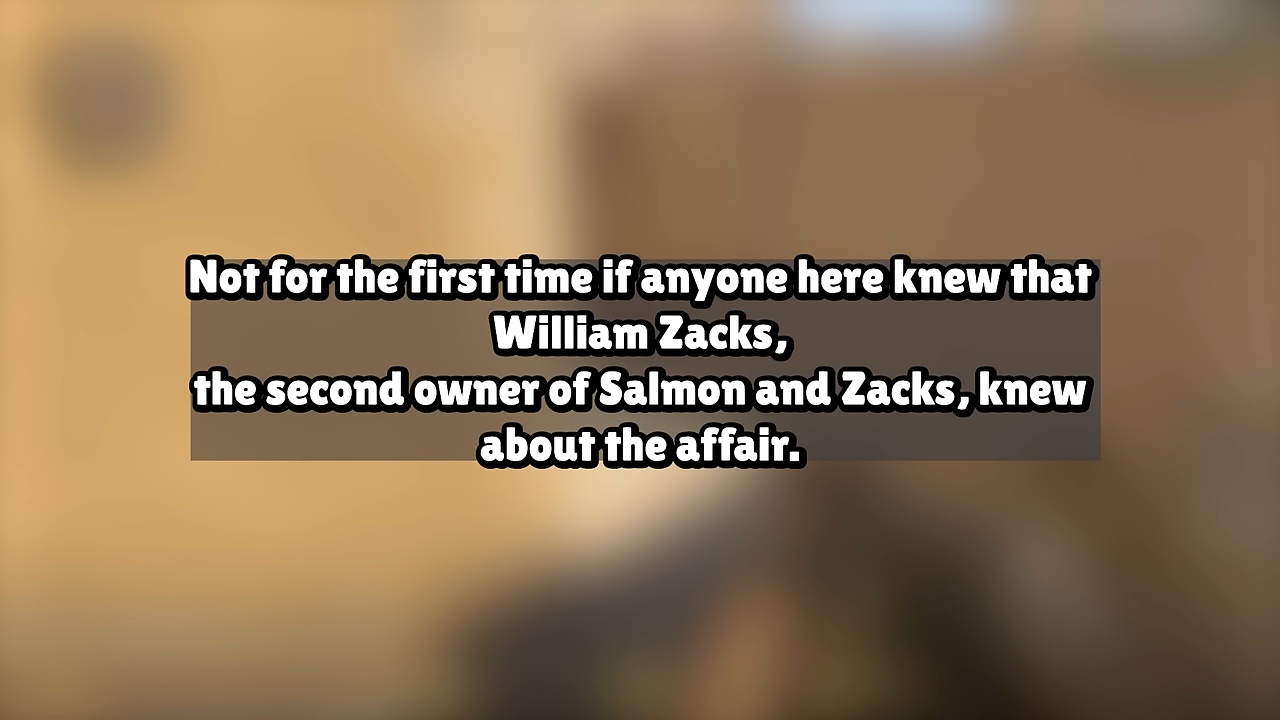 Not for the first time if anyone here knew that
William Zacks,
the second owner of Salmon and Zacks, knew
about the affair.